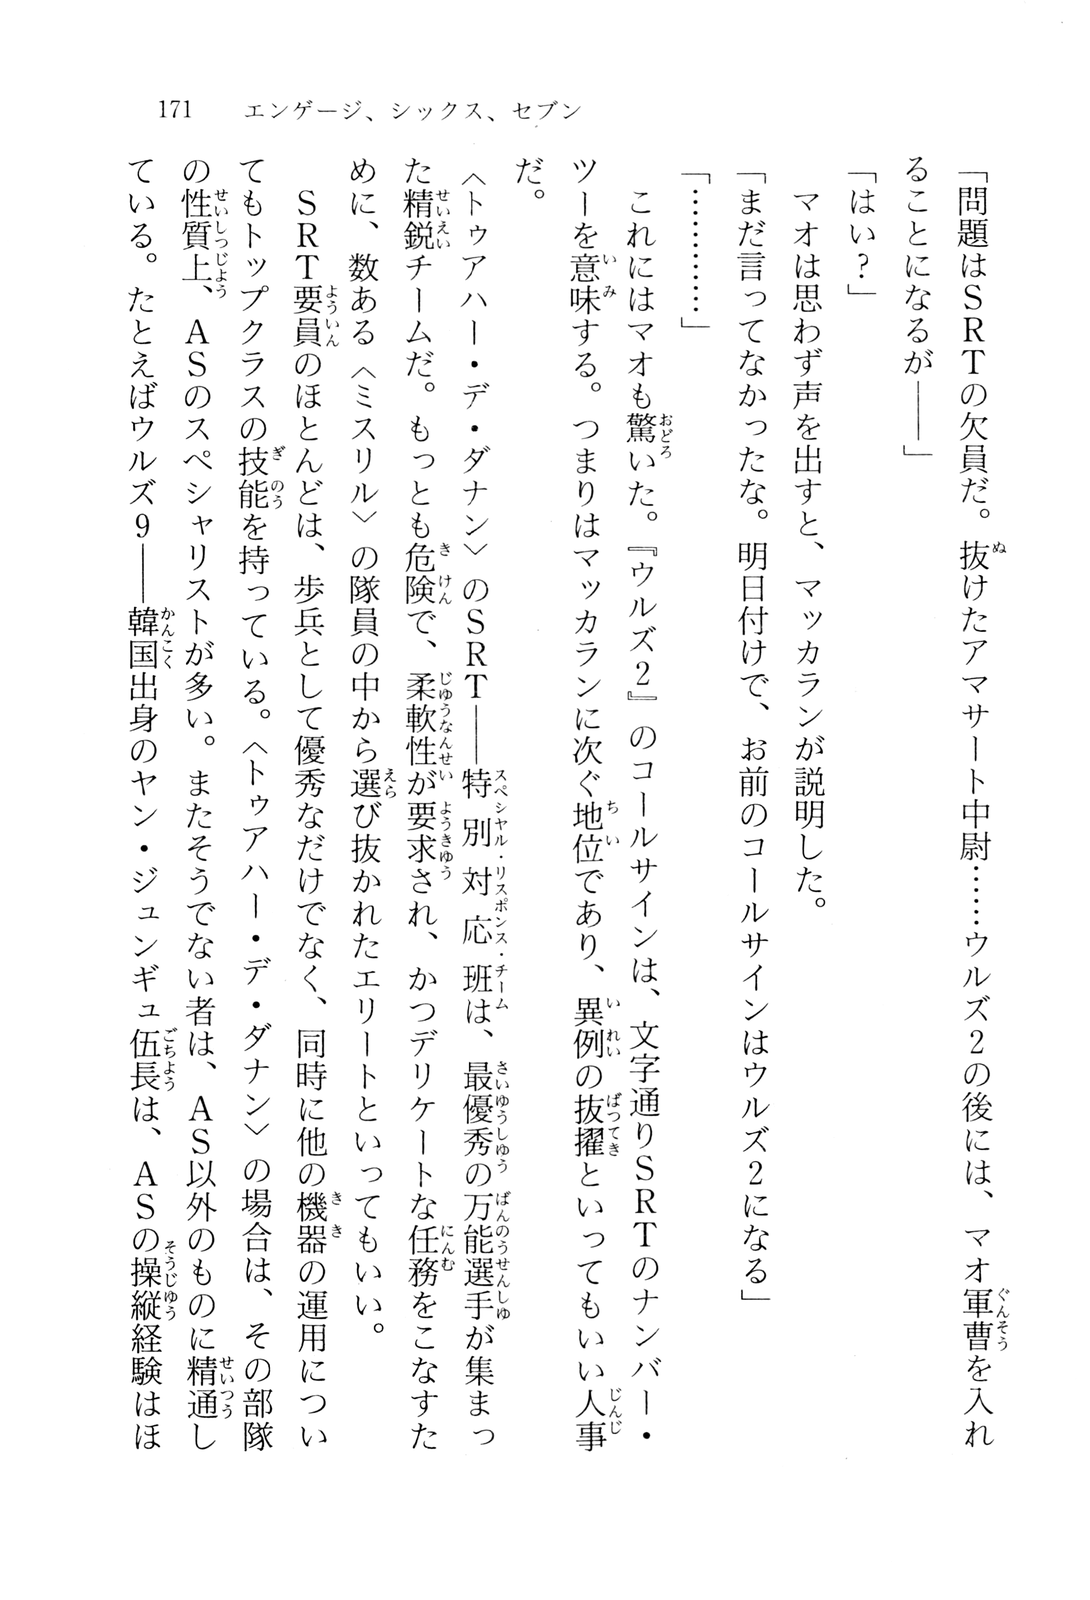 171　エンゲージ、シックス、セブン
「問題はＳＲＴの欠員だ。抜けたアマサート中尉……ウルズ２の後には、マオ軍曹を入れ
ることになるが――」
「はい？」
　マオは思わず声を出すと、マッカランが説明した。
「まだ言ってなかったな。明日付けで、お前のコールサインはウルズ２になる」
「…………」
　これにはマオも驚いた。『ウルズ２』のコールサインは、文字通りＳＲＴのナンバー・
ツーを意味する。つまりはマッカランに次ぐ地位であり、異例の抜擢といってもいい人事
だ。
〈トゥアハー・デ・ダナン〉のＳＲＴ――特別対応班は、最優秀の万能選手が集まっ
た精鋭チームだ。もっとも危険で、柔軟性が要求され、かつデリケートな任務をこなすた
めに、数ある〈ミスリル〉の隊員の中から選び抜かれたエリートといってもいい。
　ＳＲＴ要員のほとんどは、歩兵として優秀なだけでなく、同時に他の機器の運用につい
てもトップクラスの技能を持っている。〈トゥアハー・デ・ダナン〉の場合は、その部隊
の性質上、ＡＳのスペシャリストが多い。またそうでない者は、ＡＳ以外のものに精通し
ている。たとえばウルズ９――韓国出身のヤン・ジュンギュ伍長は、ＡＳの操縦経験はほ